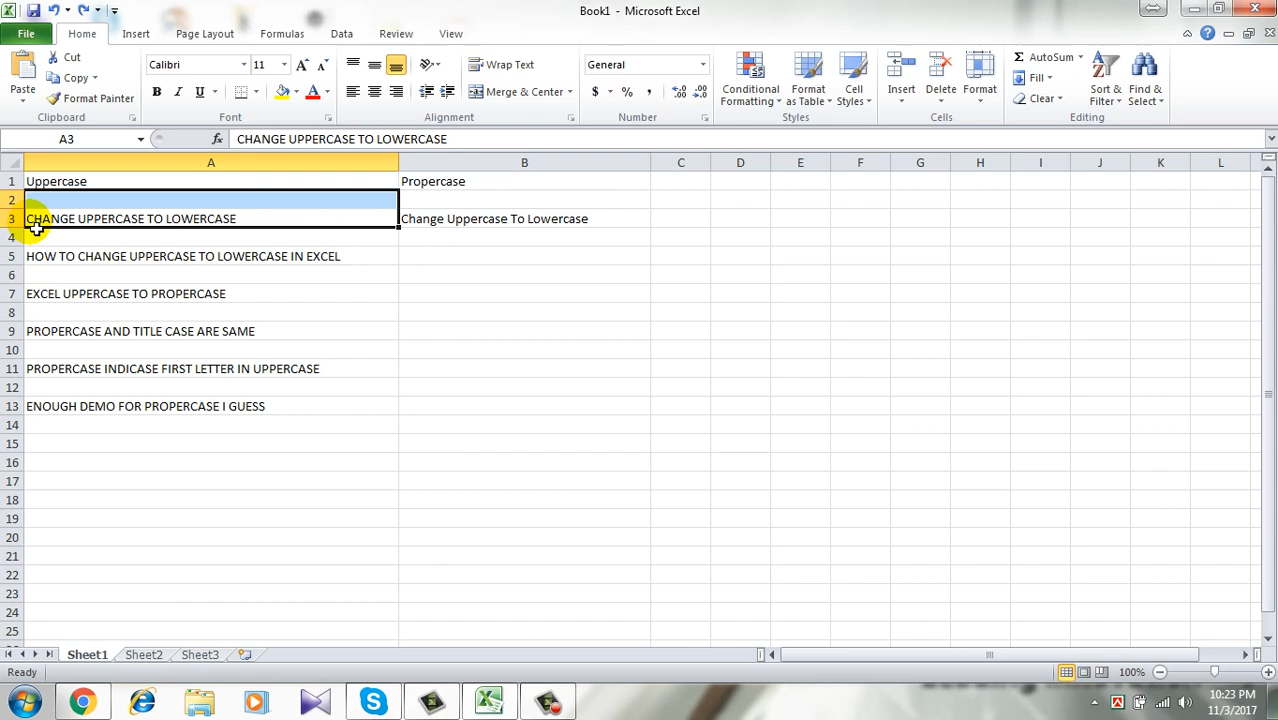 Book1 - Microsoft Excel
File Home Insert Page Layout Formulas Data Review View
Paste
Cut
Copy
Format Painter
Clipboard
Calibri 11
B I U
Font
Wrap Text
Merge & Center
Alignment
General
$ % ,
Number
Conditional Formatting
Format as Table
Cell Styles
Styles
Insert Delete Format
Cells
AutoSum
Fill
Clear
Sort & Filter
Find & Select
Editing
A3 fx CHANGE UPPERCASE TO LOWERCASE
A B C D E F G H I J K L
1 Uppercase Propercase
2
3 CHANGE UPPERCASE TO LOWERCASE Change Uppercase To Lowercase
4
5 HOW TO CHANGE UPPERCASE TO LOWERCASE IN EXCEL
6
7 EXCEL UPPERCASE TO PROPERCASE
8
9 PROPERCASE AND TITLE CASE ARE SAME
10
11 PROPERCASE INDICASE FIRST LETTER IN UPPERCASE
12
13 ENOUGH DEMO FOR PROPERCASE I GUESS
14
15
16
17
18
19
20
21
22
23
24
25
Sheet1 Sheet2 Sheet3
Ready 100%
10:23 PM
11/3/2017